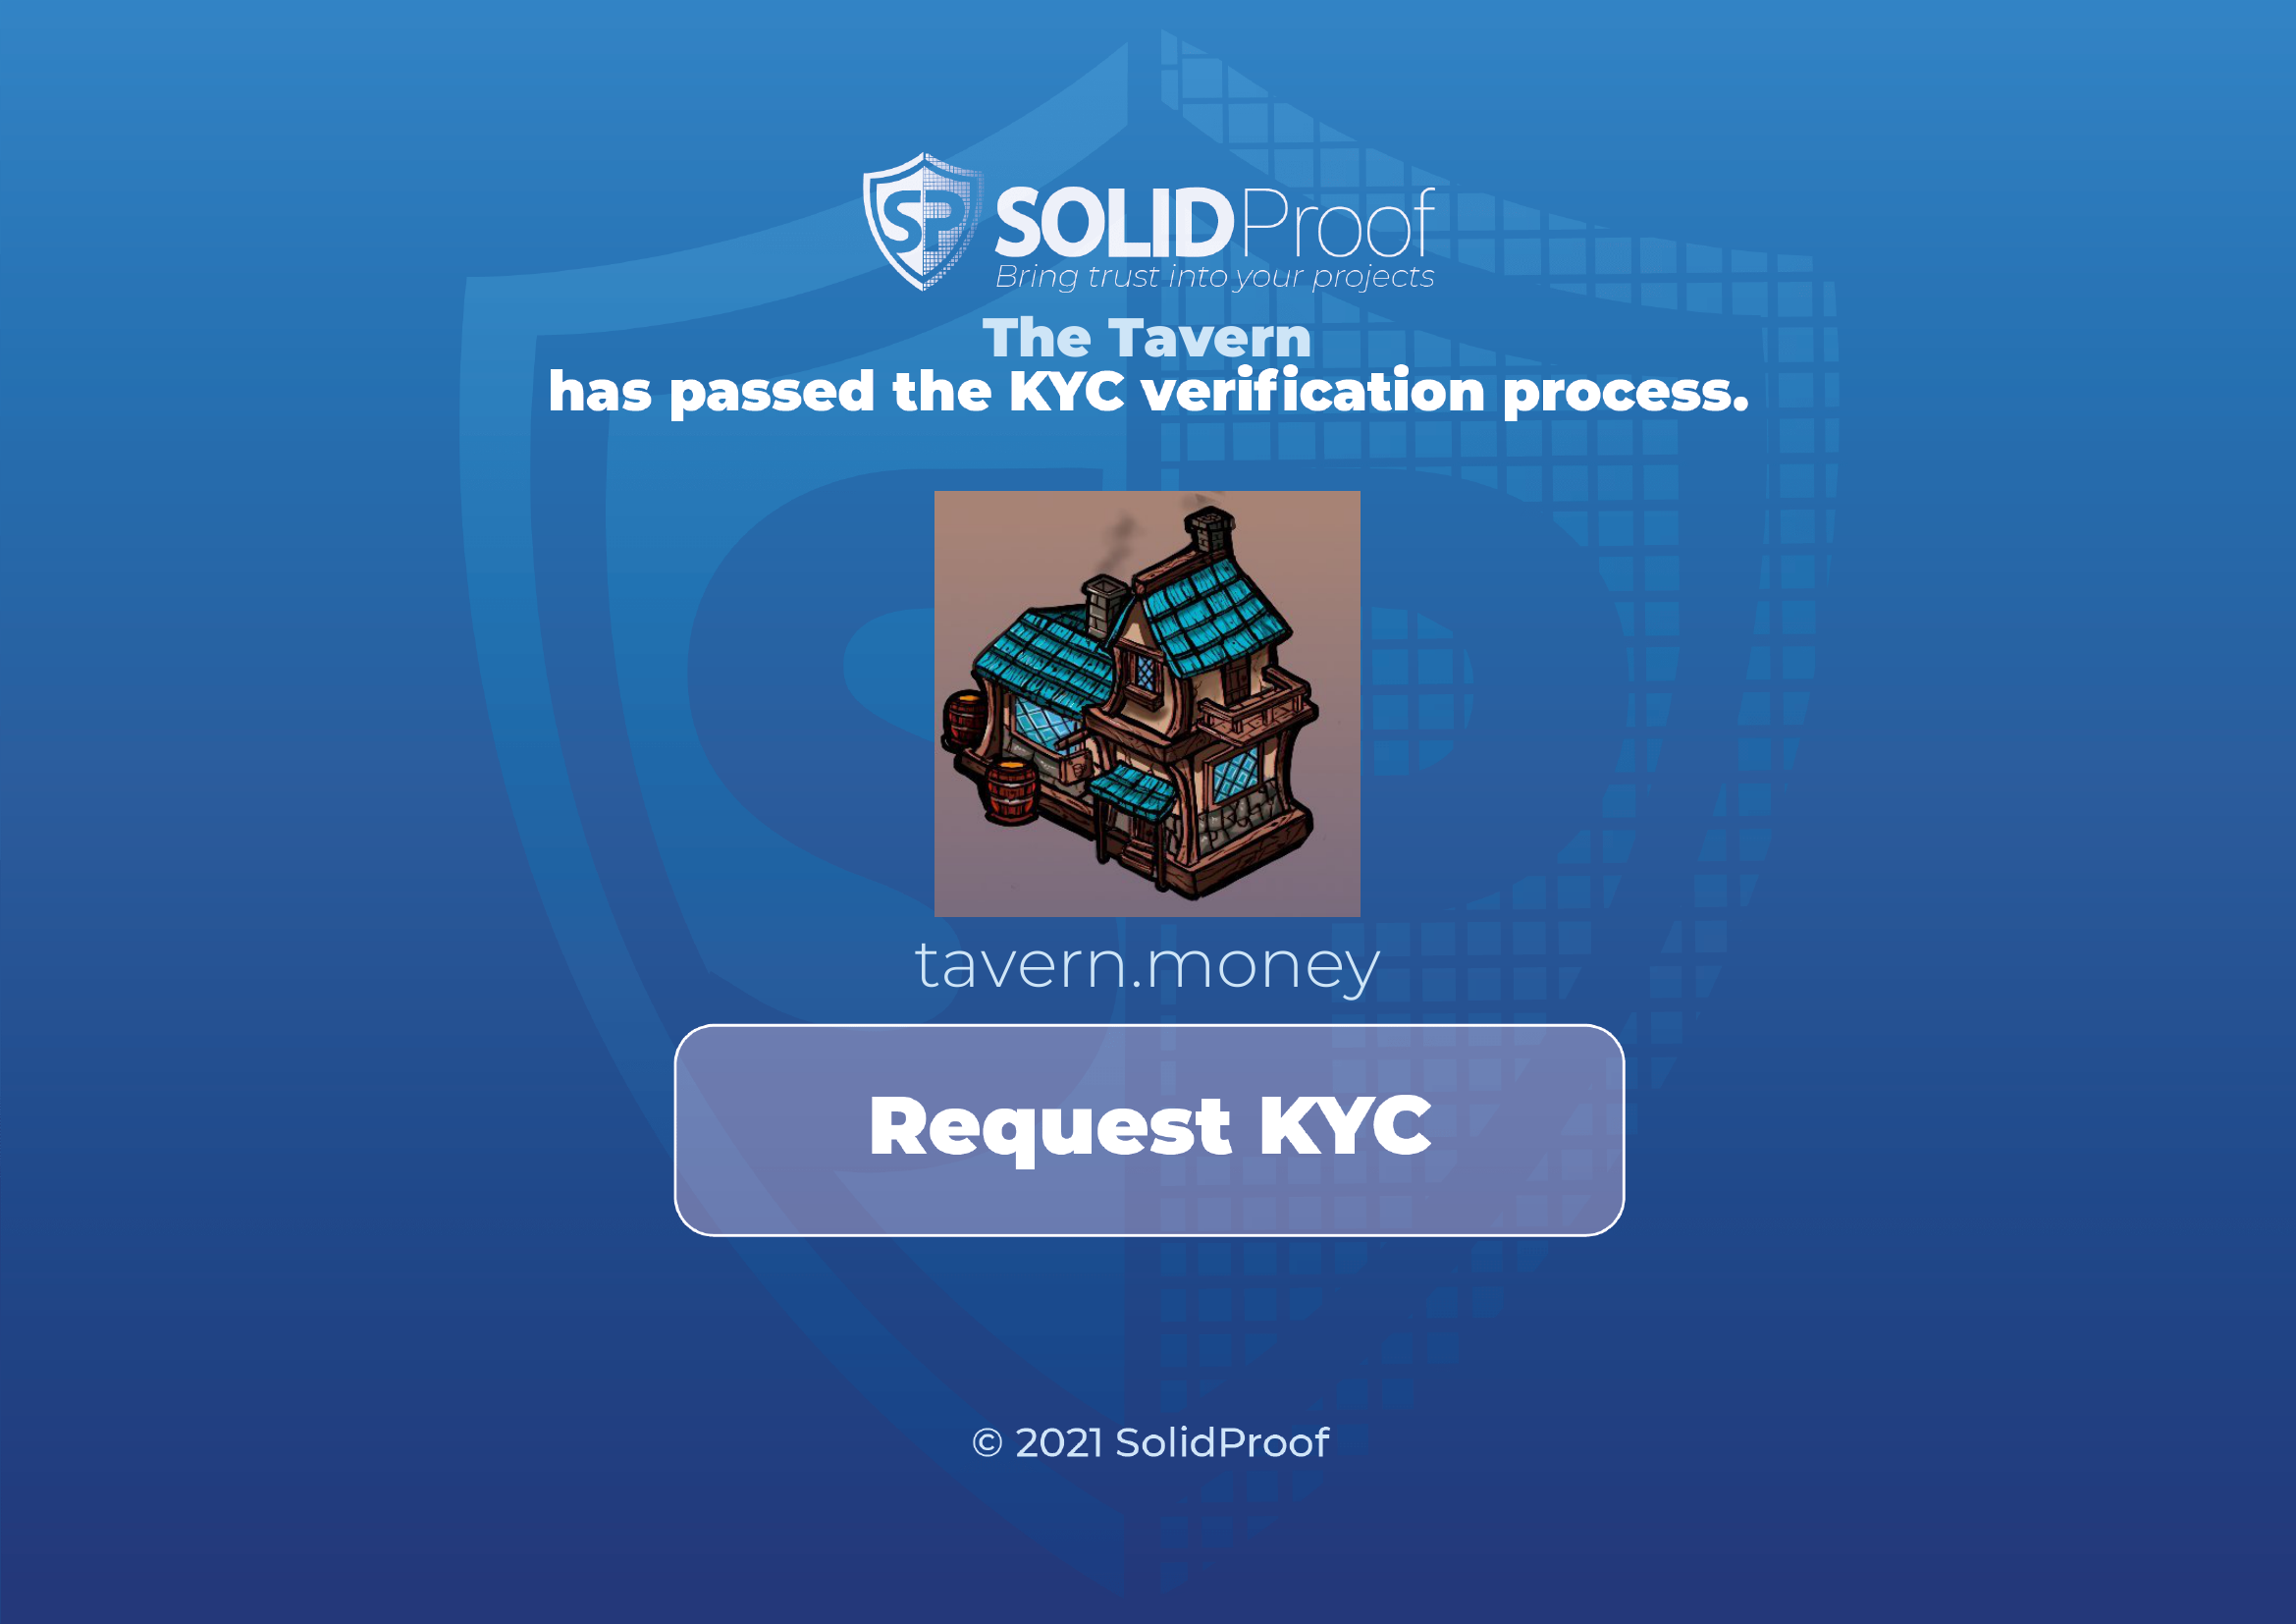 SP
SOLIDProof
Bring trust into your projects
The Tavern
has passed the KYC verification process.
tavern.money
Request KYC
© 2021 SolidProof